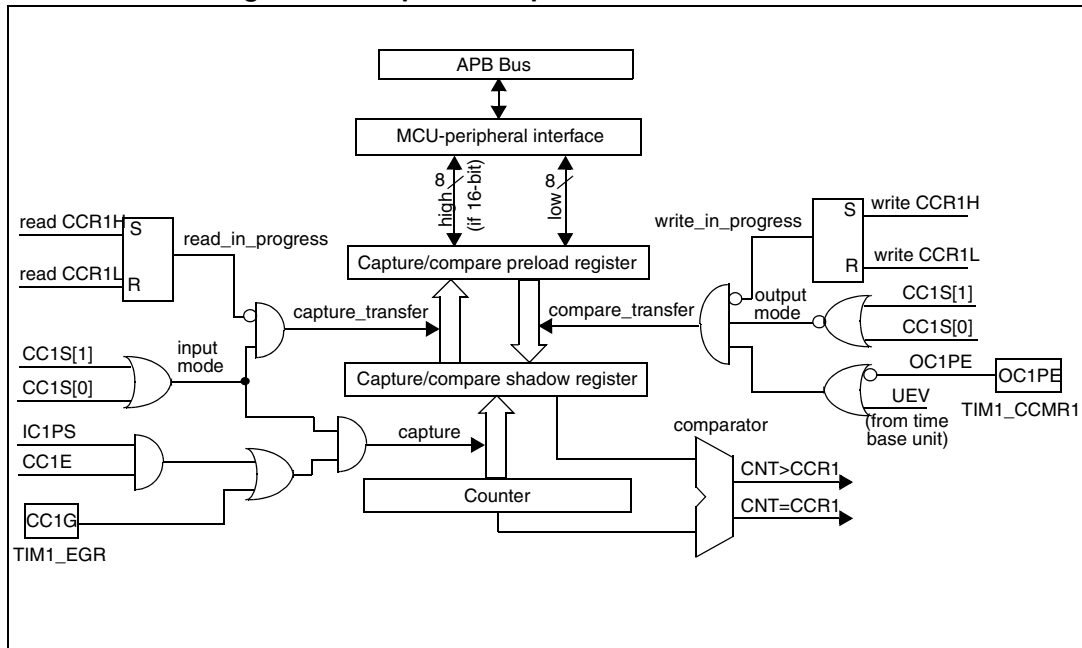 APB Bus
MCU-peripheral interface
8
high
(if 16-bit)
8
low
read CCR1H
S
read_in_progress
read CCR1L
R
write_in_progress
S
write CCR1H
R
write CCR1L
Capture/compare preload register
capture_transfer
compare_transfer
output
mode
CC1S[1]
CC1S[0]
input
mode
CC1S[1]
CC1S[0]
Capture/compare shadow register
OC1PE
OC1PE
UEV
TIM1_CCMR1
(from time
base unit)
IC1PS
CC1E
capture
comparator
CNT>CCR1
Counter
CNT=CCR1
CC1G
TIM1_EGR